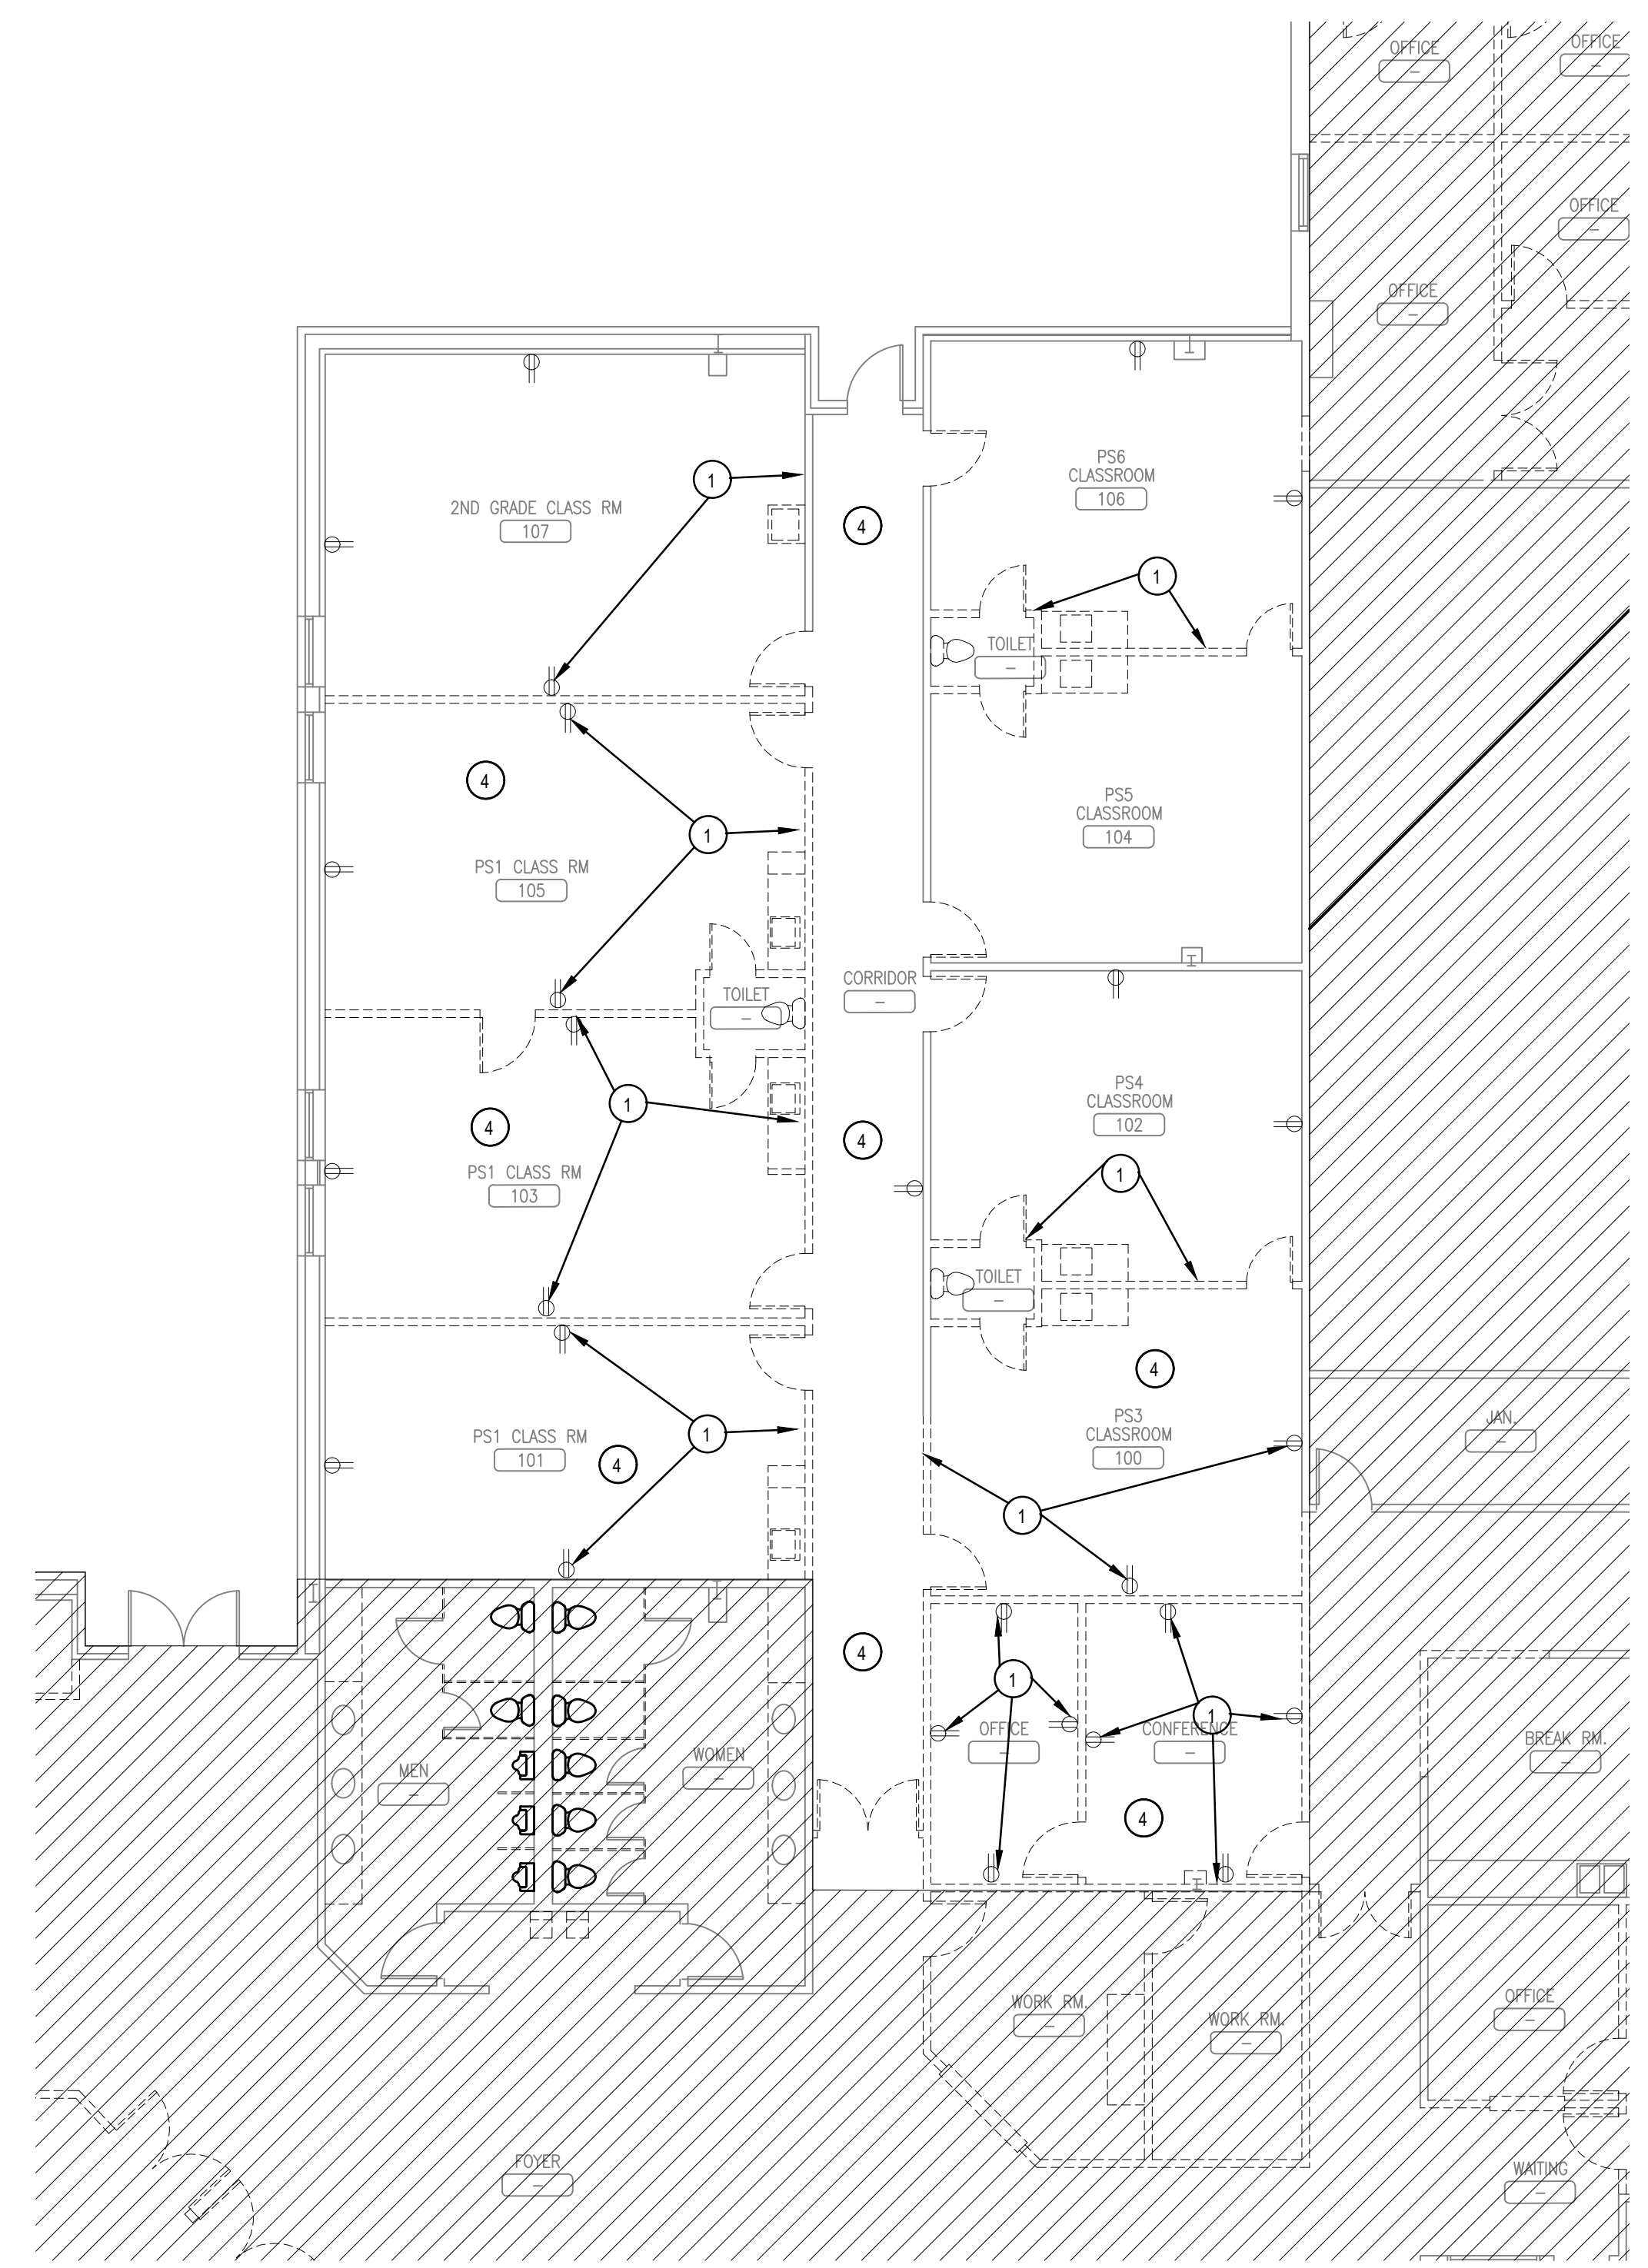 OFFICE
-
OFFICE
-
OFFICE
-
OFFICE
-
PS6
CLASSROOM
106
1
2ND GRADE CLASS RM
107
4
1
TOILET
-
4
PS5
CLASSROOM
104
1
PS1 CLASS RM
105
CORRIDOR
-
TOILET
-
PS4
CLASSROOM
102
1
4
4
PS1 CLASS RM
103
1
TOILET
-
4
PS3
CLASSROOM
100
JAN.
-
1
PS1 CLASS RM
101
4
1
4
1
1
OFFICE
-
CONFERENCE
-
BREAK RM.
-
WOMEN
-
MEN
-
4
WORK RM.
-
WORK RM.
-
OFFICE
-
FOYER
-
WAITING
-